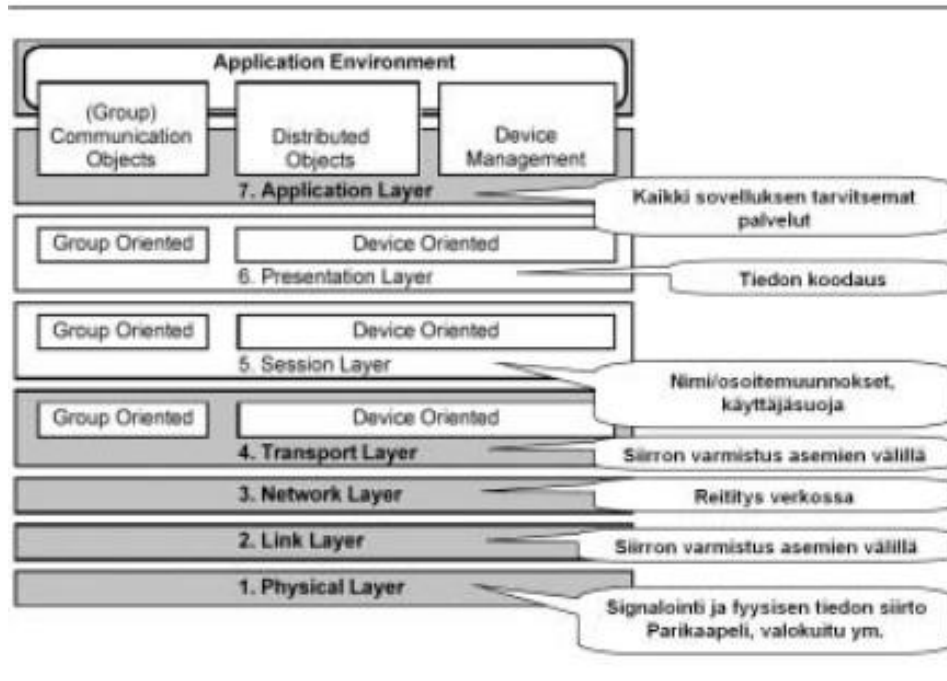 Application Environment
(Group)
Communication
Objects
Distributed
Objects
Device
Management
7. Application Layer
Kaikki sovelluksen tarvitsemat
palvelut
Group Oriented
Device Oriented
6. Presentation Layer
Tiedon koodaus
Group Oriented
Device Oriented
5. Session Layer
Nimi/osoitemuunnokset,
käyttäjäsuoja
Group Oriented
Device Oriented
4. Transport Layer
Siirron varmistus asemien välillä
3. Network Layer
Reititys verkossa
2. Link Layer
Siirron varmistus asemien välillä
1. Physical Layer
Signalointi ja fyysisen tiedon siirto
Parikaapeli, valokuitu ym.